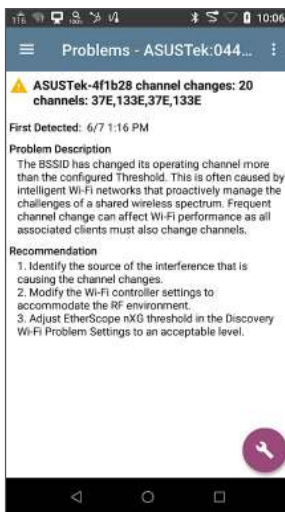 10:06
Problems - ASUSTek:044...
ASUSTek-4f1b28 channel changes: 20
channels: 37E,133E,37E,133E
First Detected: 6/7 1:16 PM
Problem Description
The BSSID has changed its operating channel more
than the configured Threshold. This is often caused by
intelligent Wi-Fi networks that proactively manage the
challenges of a shared wireless spectrum. Frequent
channel change can affect Wi-Fi performance as all
associated clients must also change channels.
Recommendation
1. Identify the source of the interference that is
causing the channel changes.
2. Modify the Wi-Fi controller settings to
accommodate the RF environment.
3. Adjust EtherScope nXG threshold in the Discovery
Wi-Fi Problem Settings to an acceptable level.